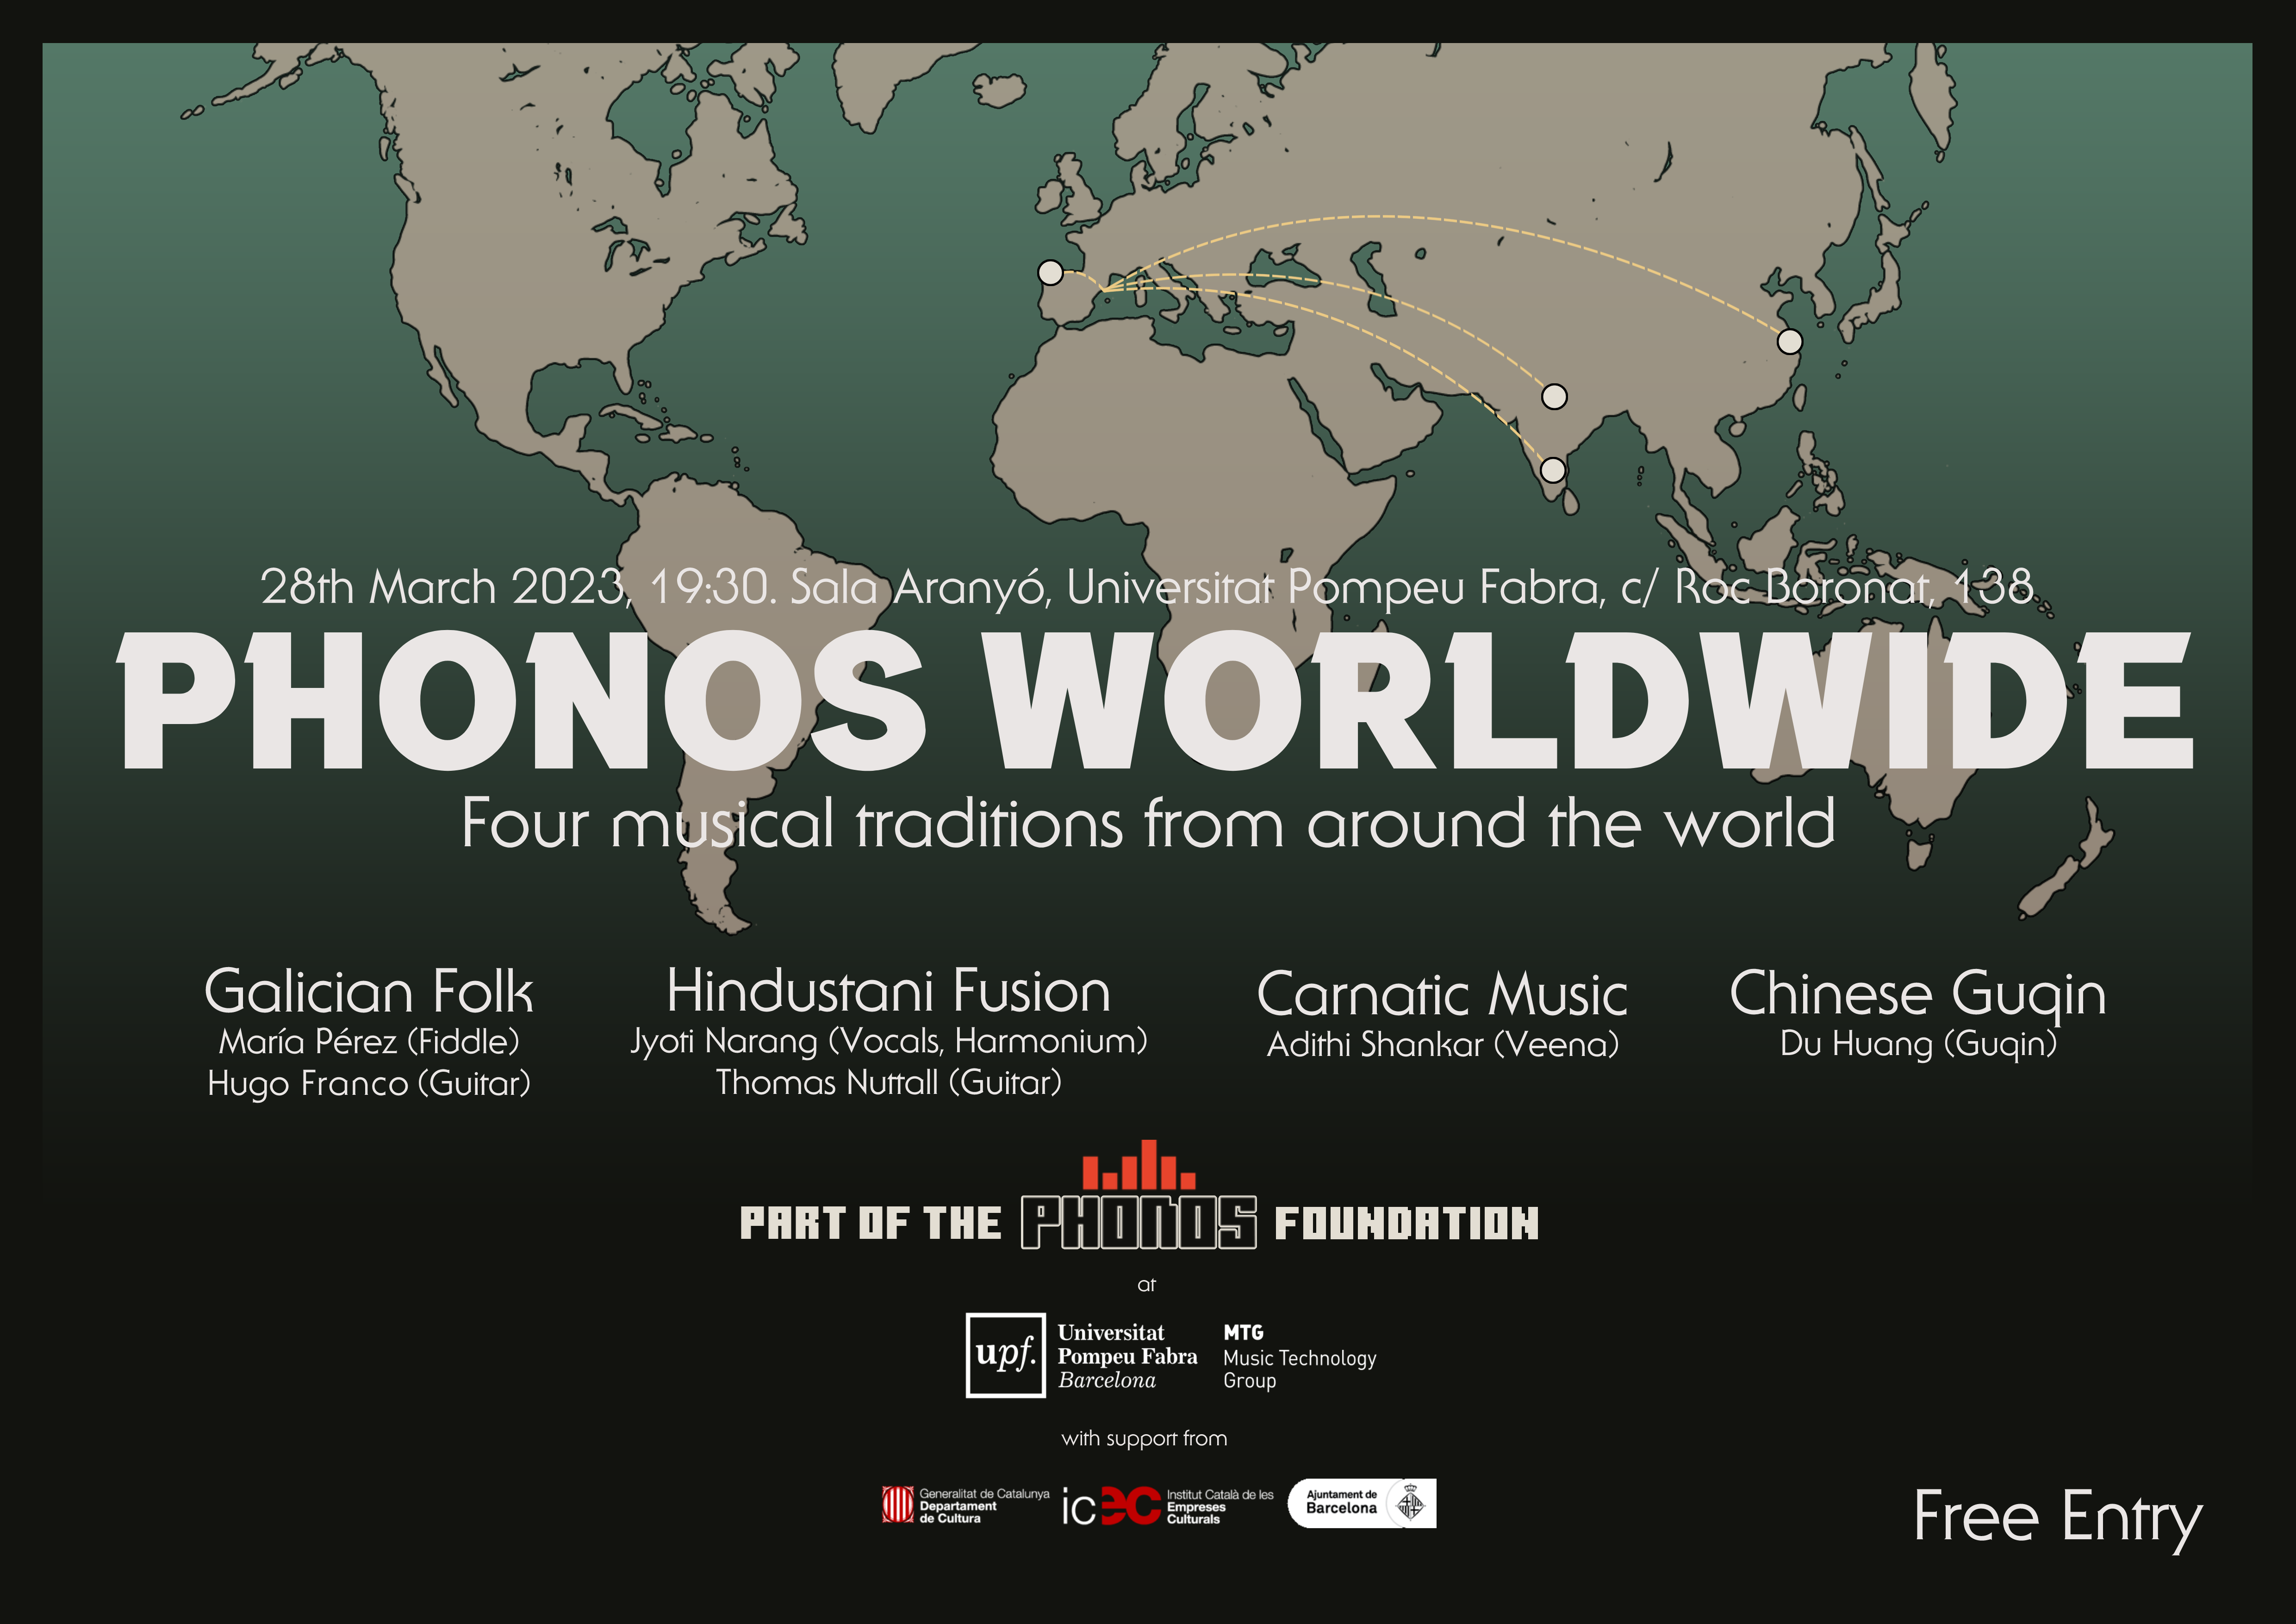 28th March 2023, 19:30. Sala Aranyó, Universitat Pompeu Fabra, c/ Roc Boronat, 138
PHONOS WORLDWIDE
Four musical traditions from around the world
Galician Folk
María Pérez (Fiddle)
Hugo Franco (Guitar)
Hindustani Fusion
Jyoti Narang (Vocals, Harmonium)
Thomas Nuttall (Guitar)
Carnatic Music
Adithi Shankar (Veena)
Chinese Guqin
Du Huang (Guqin)
PART OF THE PHONOS FOUNDATION
at
upf.
Universitat
Pompeu Fabra
Barcelona
MTG
Music Technology
Group
with support from
Generalitat de Catalunya
Departament
de Cultura
icec
Institut Català de les
Empreses
Culturals
Ajuntament de
Barcelona
Free Entry